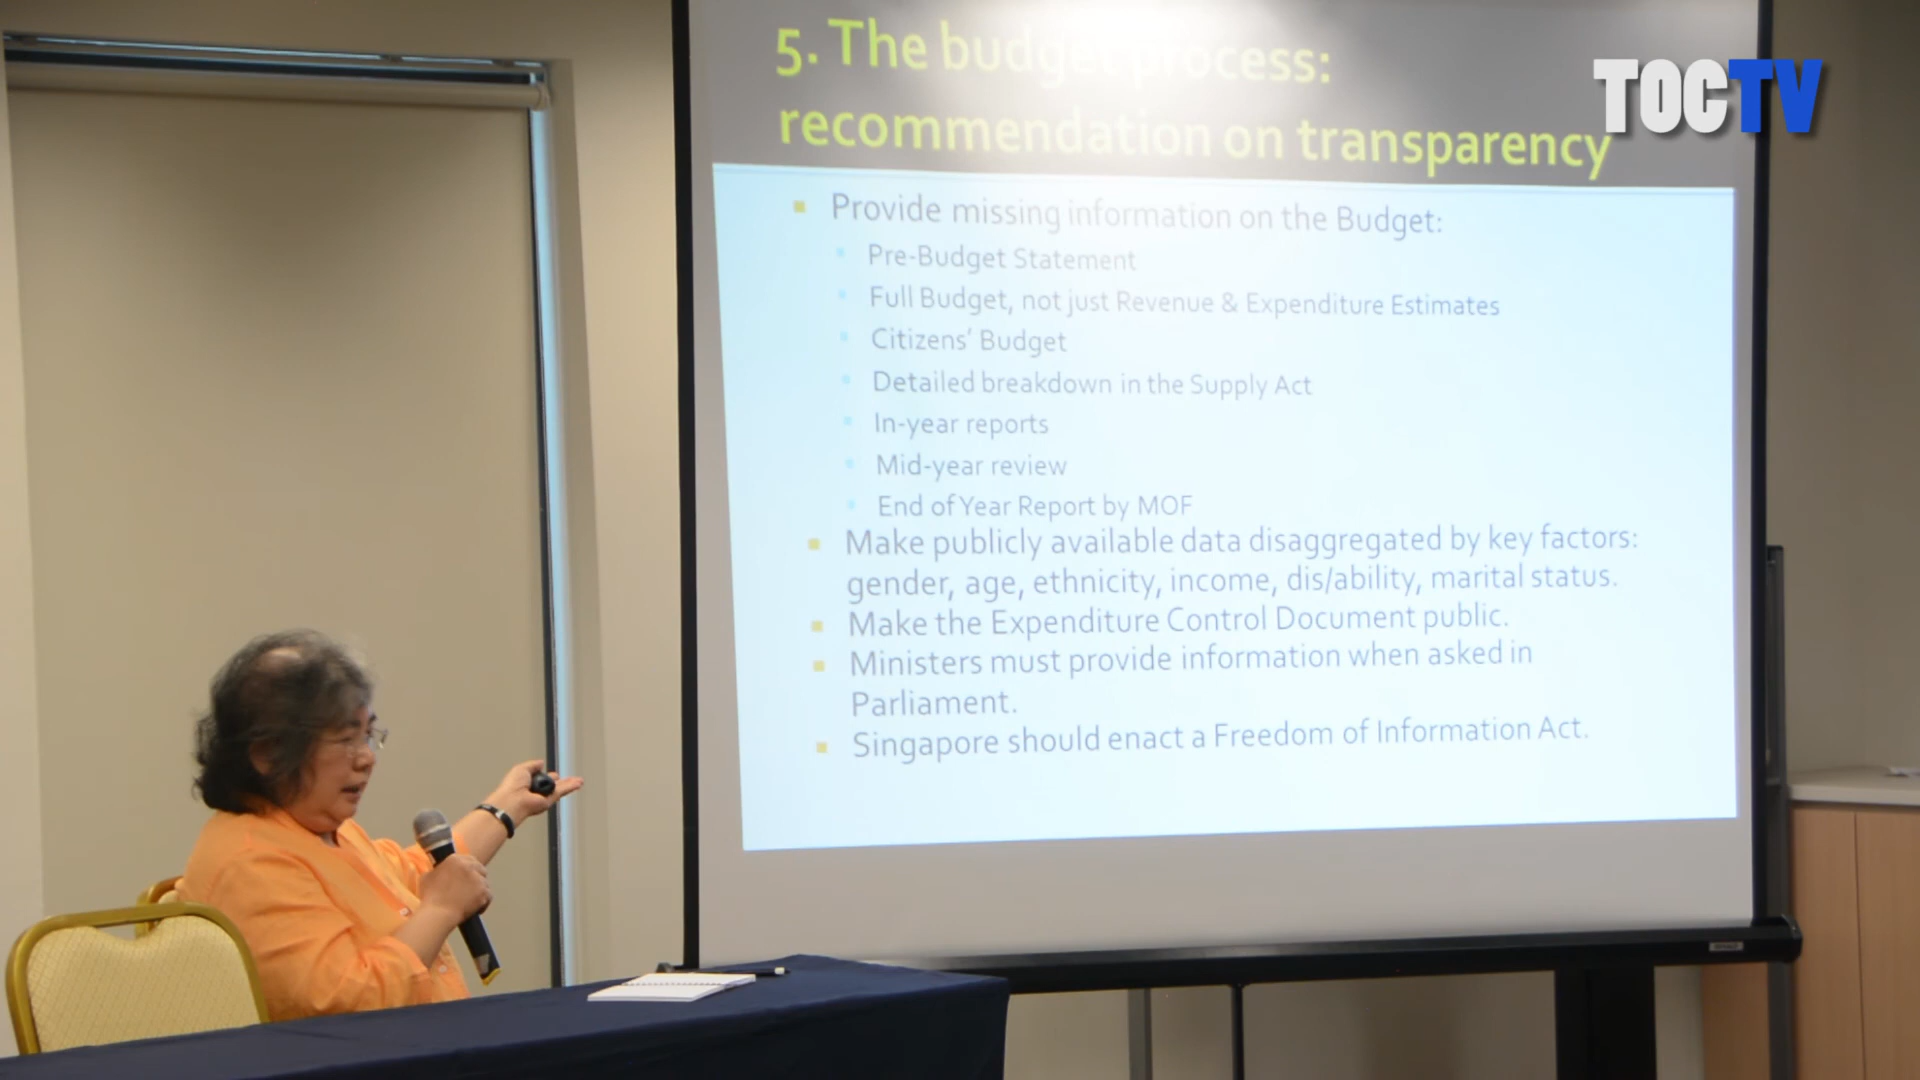 5. The budget process:
recommendation on transparency
TOCTV
Provide missing information on the Budget:
Pre-Budget Statement
Full Budget, not just Revenue & Expenditure Estimates
Citizens' Budget
Detailed breakdown in the Supply Act
In-year reports
Mid-year review
End of Year Report by MOF
Make publicly available data disaggregated by key factors:
gender, age, ethnicity, income, dis/ability, marital status.
Make the Expenditure Control Document public.
Ministers must provide information when asked in
Parliament.
Singapore should enact a Freedom of Information Act.